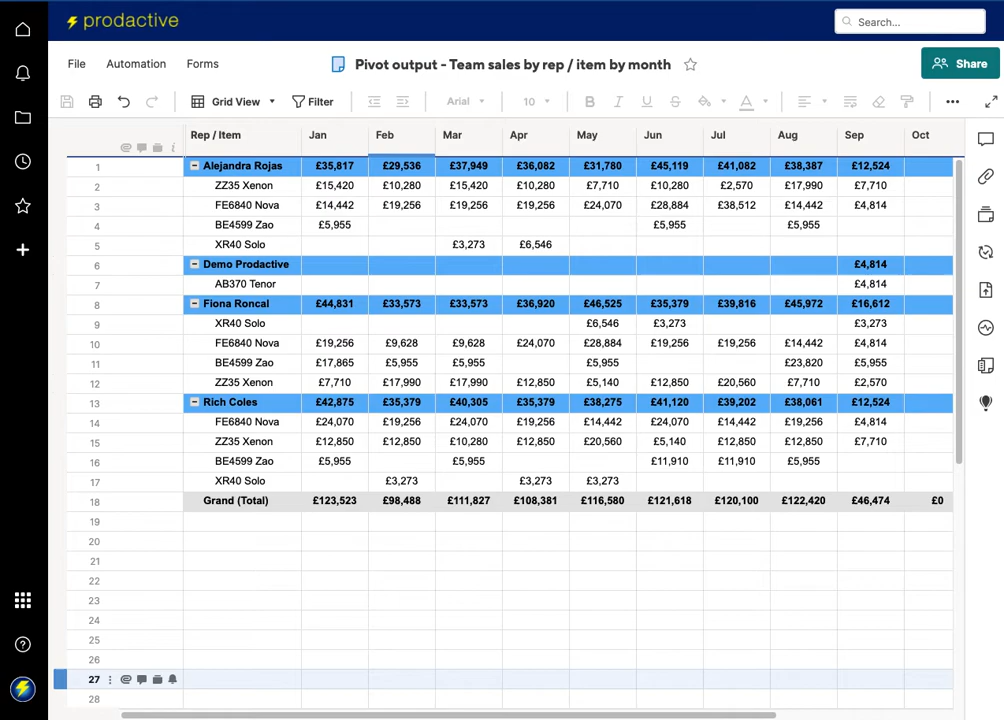 prodactive
Search...
File Automation Forms
Pivot output - Team sales by rep / item by month
Share
Grid View Filter Arial 10 B I U S A
Rep / Item Jan Feb Mar Apr May Jun Jul Aug Sep Oct
1 Alejandra Rojas £35,817 £29,536 £37,949 £36,082 £31,780 £45,119 £41,082 £38,387 £12,524
2 ZZ35 Xenon £15,420 £10,280 £15,420 £10,280 £7,710 £10,280 £2,570 £17,990 £7,710
3 FE6840 Nova £14,442 £19,256 £19,256 £19,256 £24,070 £28,884 £38,512 £14,442 £4,814
4 BE4599 Zao £5,955 £5,955 £5,955
5 XR40 Solo £3,273 £6,546
6 Demo Prodactive £4,814
7 AB370 Tenor £4,814
8 Fiona Roncal £44,831 £33,573 £33,573 £36,920 £46,525 £35,379 £39,816 £45,972 £16,612
9 XR40 Solo £6,546 £3,273 £3,273
10 FE6840 Nova £19,256 £9,628 £9,628 £24,070 £28,884 £19,256 £19,256 £14,442 £4,814
11 BE4599 Zao £17,865 £5,955 £5,955 £5,955 £23,820 £5,955
12 ZZ35 Xenon £7,710 £17,990 £17,990 £12,850 £5,140 £12,850 £20,560 £7,710 £2,570
13 Rich Coles £42,875 £35,379 £40,305 £35,379 £38,275 £41,120 £39,202 £38,061 £12,524
14 FE6840 Nova £24,070 £19,256 £24,070 £19,256 £14,442 £24,070 £14,442 £19,256 £4,814
15 ZZ35 Xenon £12,850 £12,850 £10,280 £12,850 £20,560 £5,140 £12,850 £12,850 £7,710
16 BE4599 Zao £5,955 £5,955 £11,910 £11,910 £5,955
17 XR40 Solo £3,273 £3,273 £3,273
18 Grand (Total) £123,523 £98,488 £111,827 £108,381 £116,580 £121,618 £120,100 £122,420 £46,474 £0
19
20
21
22
23
24
25
26
27
28